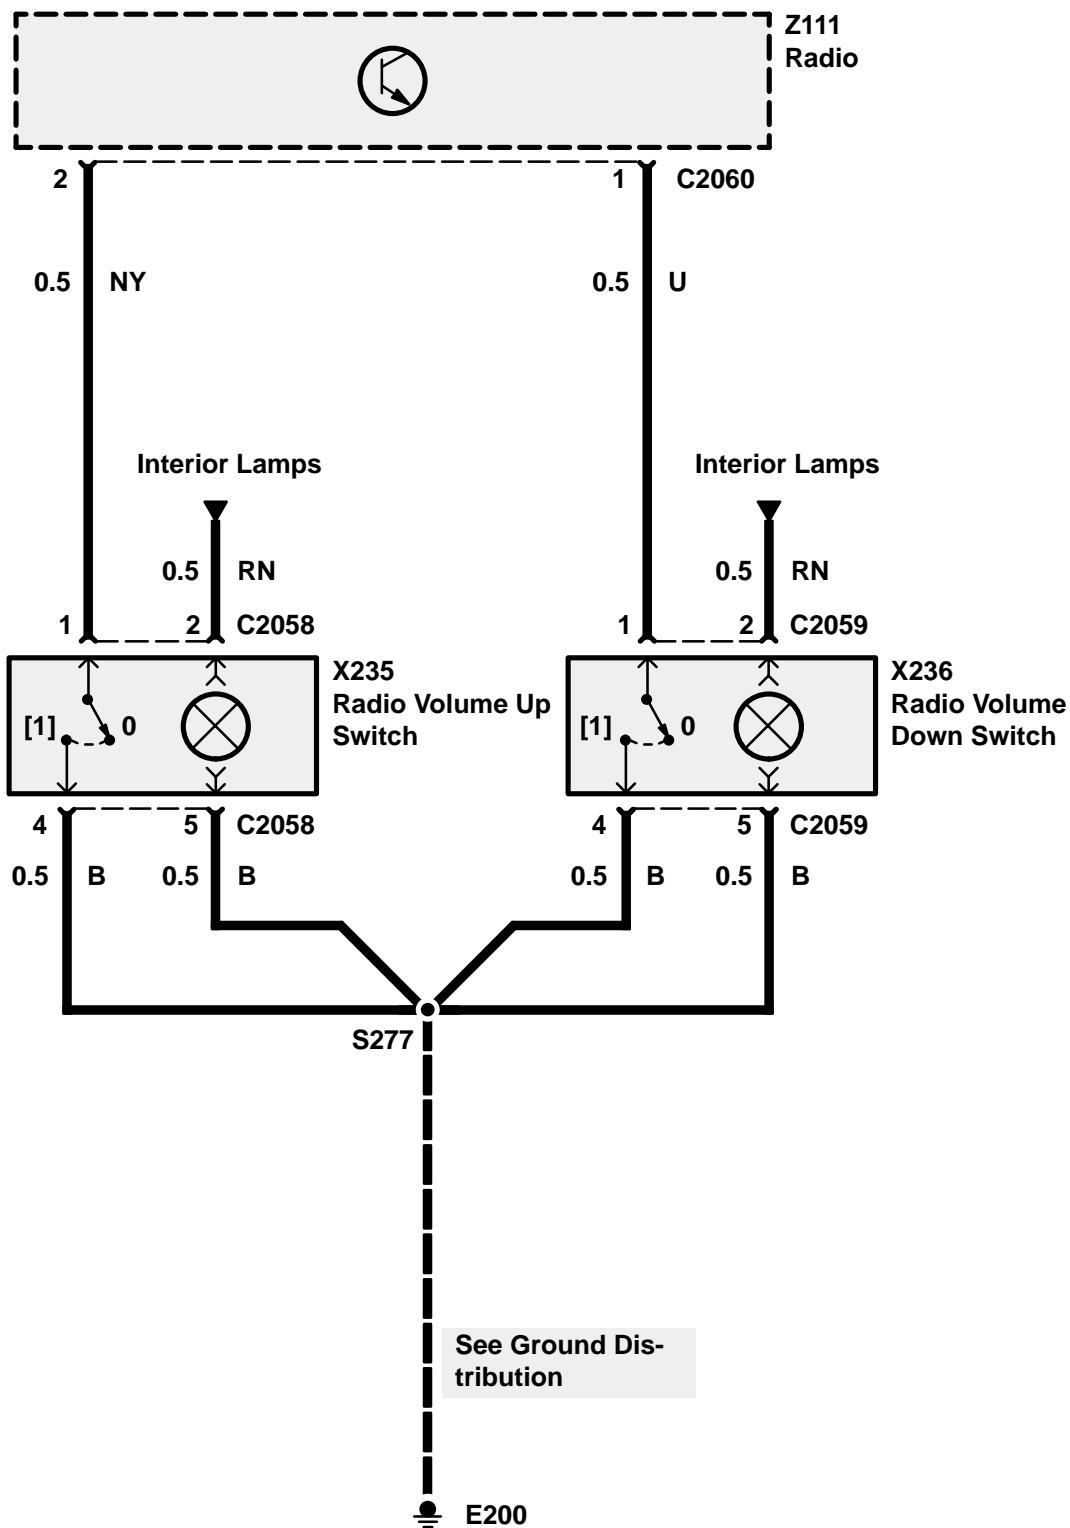 Z111
Radio
2
1
C2060
0.5
NY
0.5
U
Interior Lamps
Interior Lamps
0.5
RN
0.5
RN
1
2
C2058
1
2
C2059
X235
Radio Volume Up
Switch
[1]
0
X236
Radio Volume
Down Switch
[1]
0
4
5
C2058
4
5
C2059
0.5
B
0.5
B
0.5
B
0.5
B
S277
See Ground Dis-
tribution
E200